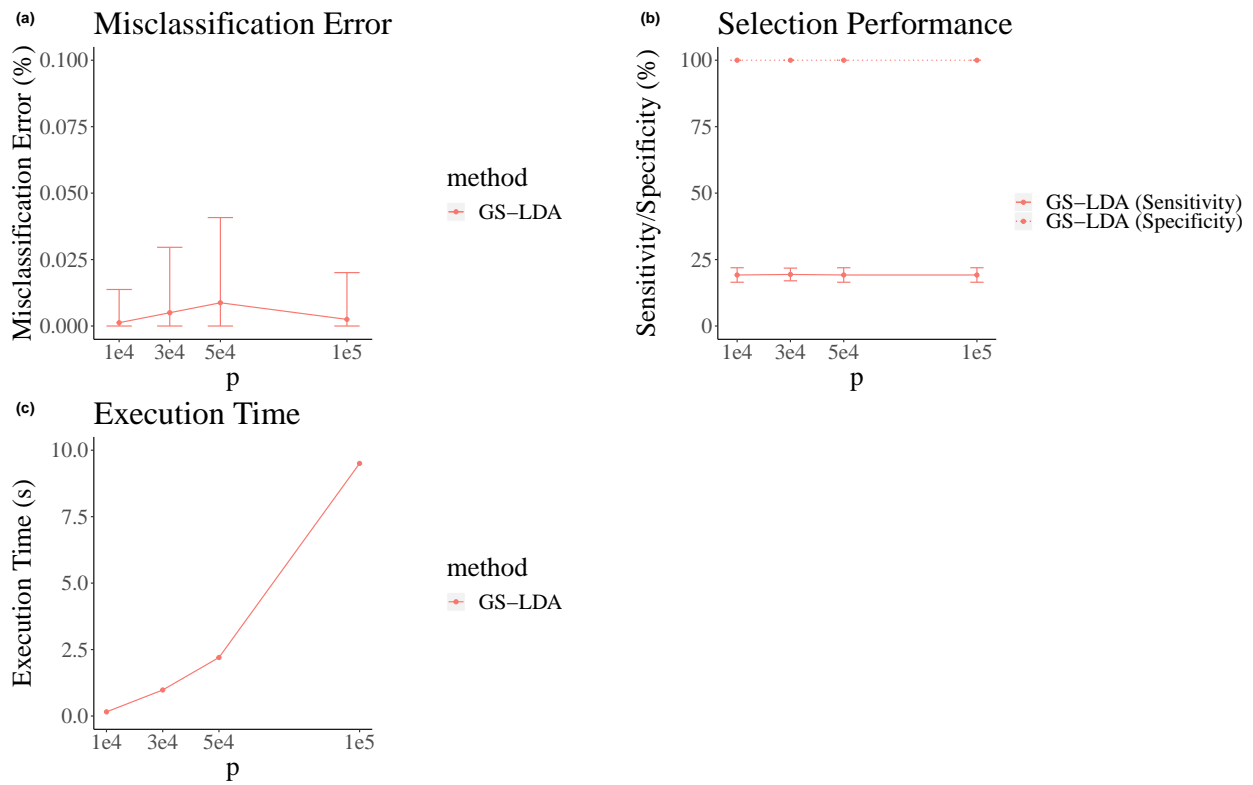 (a) Misclassification Error
Misclassification Error (%)
0.100
0.075
0.050
0.025
0.000
1e4 3e4 5e4 1e5
p
method
GS−LDA
(b) Selection Performance
Sensitivity/Specificity (%)
100
75
50
25
0
1e4 3e4 5e4 1e5
p
GS−LDA (Sensitivity)
GS−LDA (Specificity)
(c) Execution Time
Execution Time (s)
10.0
7.5
5.0
2.5
0.0
1e4 3e4 5e4 1e5
p
method
GS−LDA